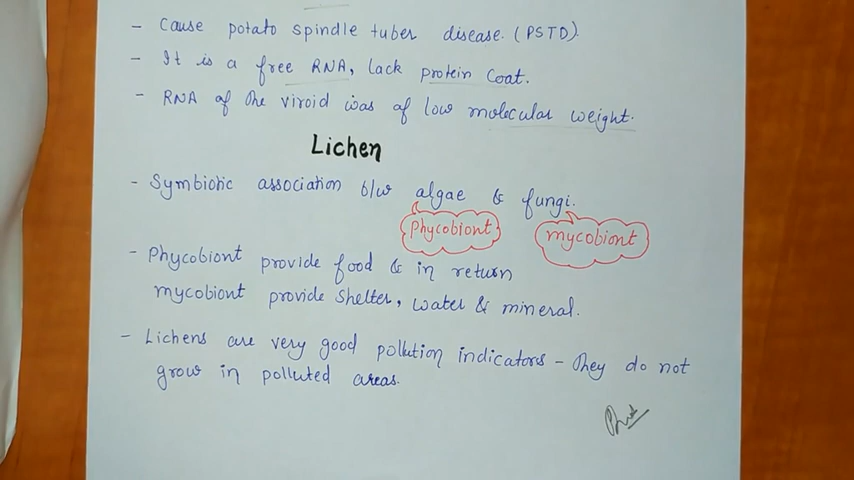 - Cause potato spindle tuber disease. (PSTD).
- It is a free RNA, Lack protein Coat.
- RNA of the viroid was of low molecular weight.
Lichen
- Symbiotic association b/w algae & fungi.
Phycobiont mycobiont
- Phycobiont provide food & in return
mycobiont provide shelter, water & mineral.
- Lichens are very good pollution indicators - They do not
grow in polluted areas.